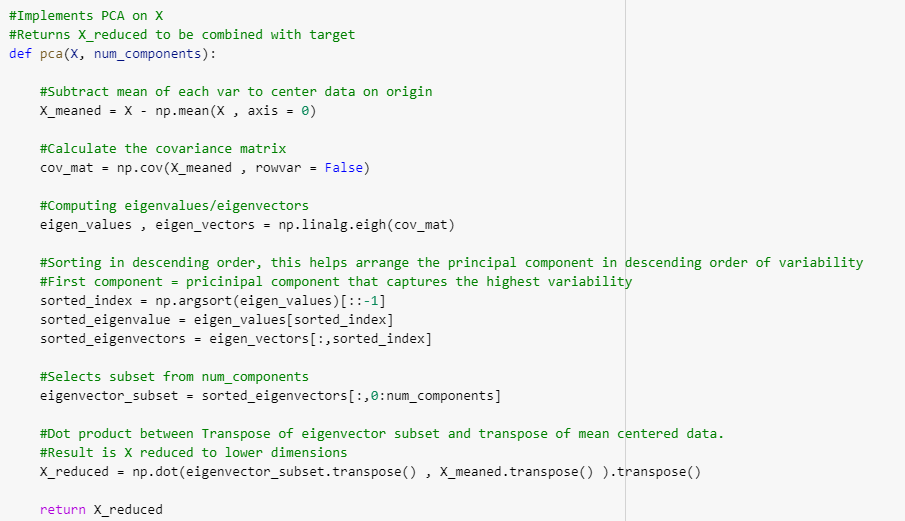 #Implements PCA on X
#Returns X_reduced to be combined with target
def pca(X, num_components):
#Subtract mean of each var to center data on origin
X_meaned = X - np.mean(X , axis = 0)
#Calculate the covariance matrix
cov_mat = np.cov(X_meaned , rowvar = False)
#Computing eigenvalues/eigenvectors
eigen_values , eigen_vectors = np.linalg.eigh(cov_mat)
#Sorting in descending order, this helps arrange the principal component in descending order of variability
#First component = pricinipal component that captures the highest variability
sorted_index = np.argsort(eigen_values)[::-1]
sorted_eigenvalue = eigen_values[sorted_index]
sorted_eigenvectors = eigen_vectors[:,sorted_index]
#Selects subset from num_components
eigenvector_subset = sorted_eigenvectors[:,0:num_components]
#Dot product between Transpose of eigenvector subset and transpose of mean centered data.
#Result is X reduced to lower dimensions
X_reduced = np.dot(eigenvector_subset.transpose() , X_meaned.transpose() ).transpose()
return X_reduced